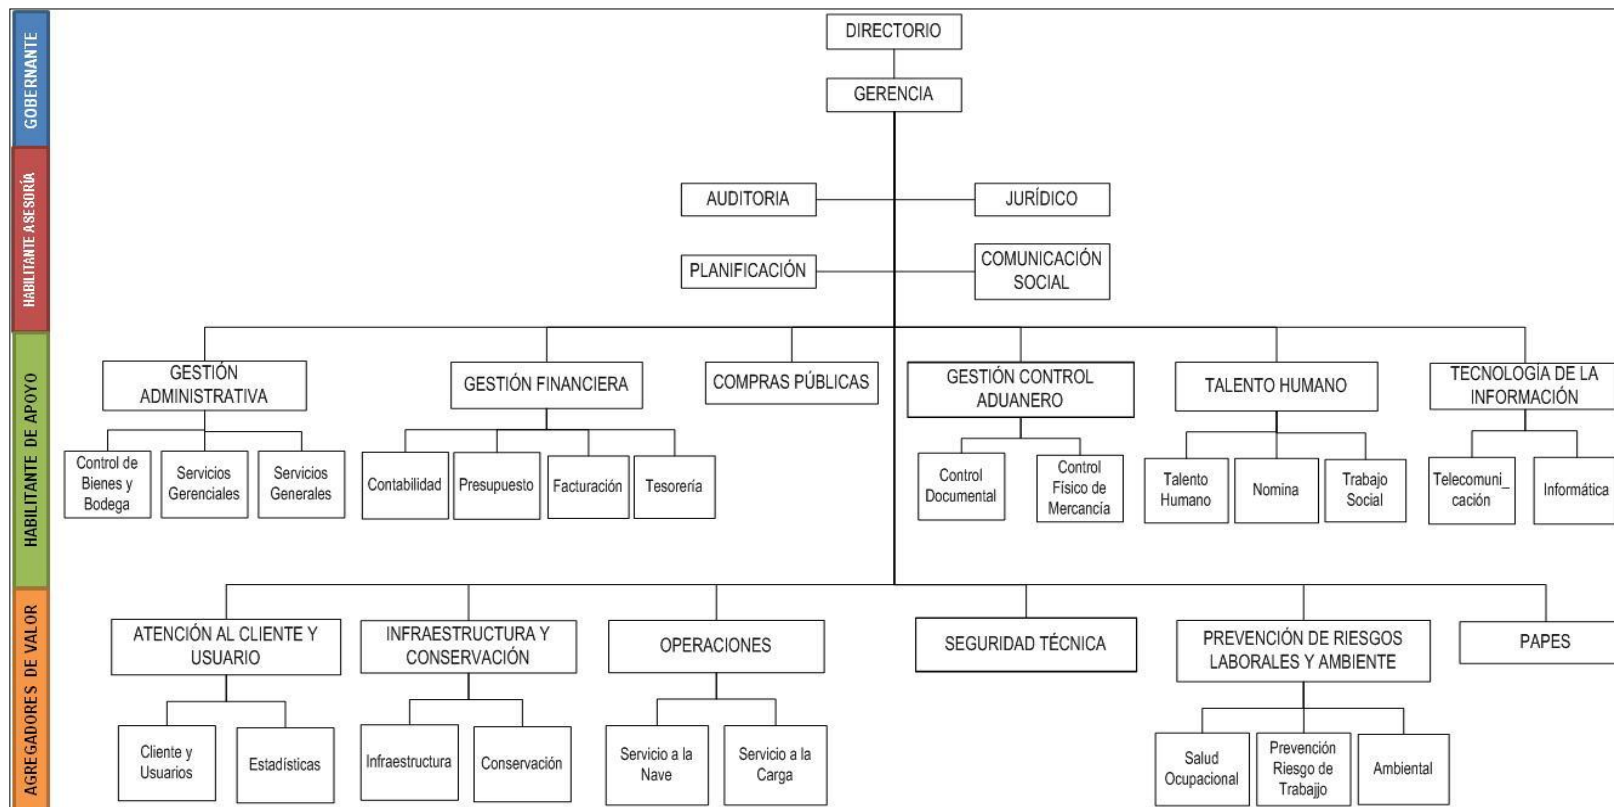 GOBERNANTE
DIRECTORIO
GERENCIA
HABILITANTE ASESORÍA
AUDITORIA
JURÍDICO
PLANIFICACIÓN
COMUNICACIÓN
SOCIAL
HABILITANTE DE APOYO
GESTIÓN
ADMINISTRATIVA
GESTIÓN FINANCIERA
COMPRAS PÚBLICAS
GESTIÓN CONTROL
ADUANERO
TALENTO HUMANO
TECNOLOGÍA DE LA
INFORMACIÓN
Control de
Bienes y
Bodega
Servicios
Gerenciales
Servicios
Generales
Contabilidad
Presupuesto
Facturación
Tesorería
Control
Documental
Control
Físico de
Mercancía
Talento
Humano
Nomina
Trabajo
Social
Telecomuni_
cación
Informática
AGREGADORES DE VALOR
ATENCIÓN AL CLIENTE Y
USUARIO
INFRAESTRUCTURA Y
CONSERVACIÓN
OPERACIONES
SEGURIDAD TÉCNICA
PREVENCIÓN DE RIESGOS
LABORALES Y AMBIENTE
PAPES
Cliente y
Usuarios
Estadísticas
Infraestructura
Conservación
Servicio a la
Nave
Servicio a la
Carga
Salud
Ocupacional
Prevención
Riesgo de
Trabajjo
Ambiental